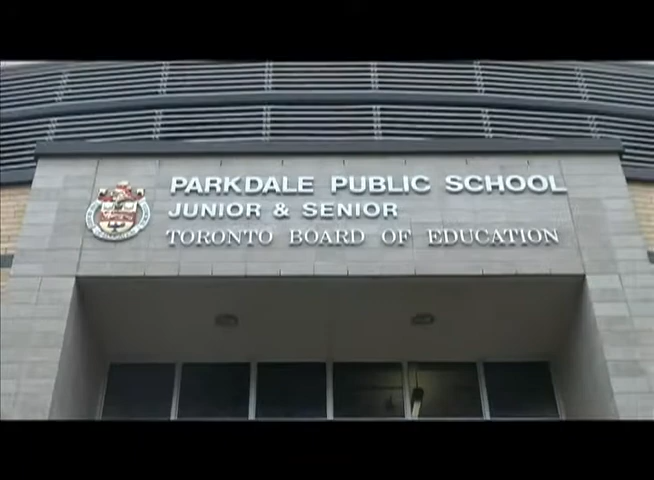 PARKDALE PUBLIC SCHOOL
JUNIOR & SENIOR
TORONTO BOARD OF EDUCATION